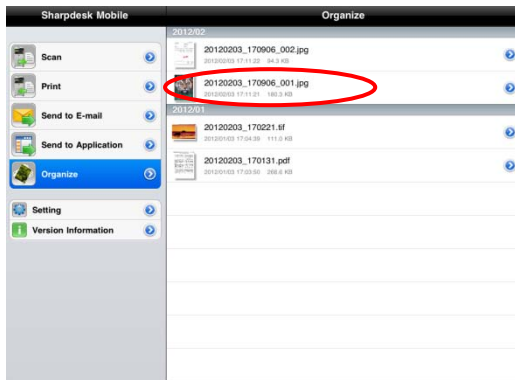 Sharpdesk Mobile
Organize
Scan
Print
Send to E-mail
Send to Application
Organize
Setting
Version Information
2012/02
20120203_170906_002.jpg
2012/02/03 17:11:22 94.3 KB
20120203_170906_001.jpg
2012/02/03 17:11:21 160.3 KB
2012/01
20120203_170221.tif
2012/01/03 17:04:39 111.0 KB
20120203_170131.pdf
2012/01/03 17:03:50 266.6 KB